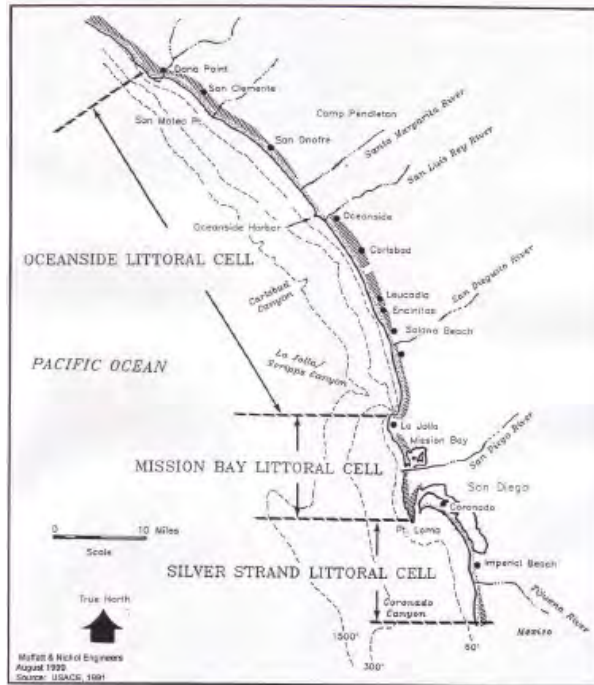 Dana Point
San Clemente
San Mateo Pt.
Camp Pendleton
San Onofre
Santa Margarita River
San Luis Rey River
Oceanside Harbor
Oceanside
OCEANSIDE LITTORAL CELL
Carlsbad
Carlsbad
Canyon
San Dieguito River
Leucadia
Encinitas
Solana Beach
PACIFIC OCEAN
La Jolla/
Scripps Canyon
La Jolla
Mission Bay
San Diego River
MISSION BAY LITTORAL CELL
San Diego
Coronado
0 10 Miles
Scale
Pt. Loma
SILVER STRAND LITTORAL CELL
Imperial Beach
True North
Coronado
Canyon
Tijuana River
Mexico
1500'
300'
60'
Moffatt & Nichol Engineers
August 1999
Source: USACE, 1991